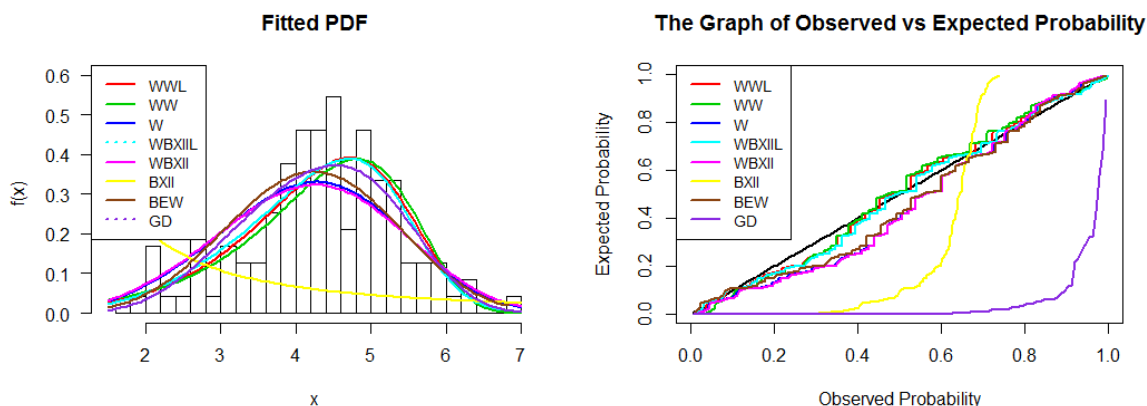 Fitted PDF
WWL
WW
W
WBXIIL
WBXII
BXII
BEW
GD
f(x)
0.6
0.5
0.4
0.3
0.2
0.1
0.0
2 3 4 5 6 7
x
The Graph of Observed vs Expected Probability
WWL
WW
W
WBXIIL
WBXII
BXII
BEW
GD
Expected Probability
1.0
0.8
0.6
0.4
0.2
0.0
0.0 0.2 0.4 0.6 0.8 1.0
Observed Probability